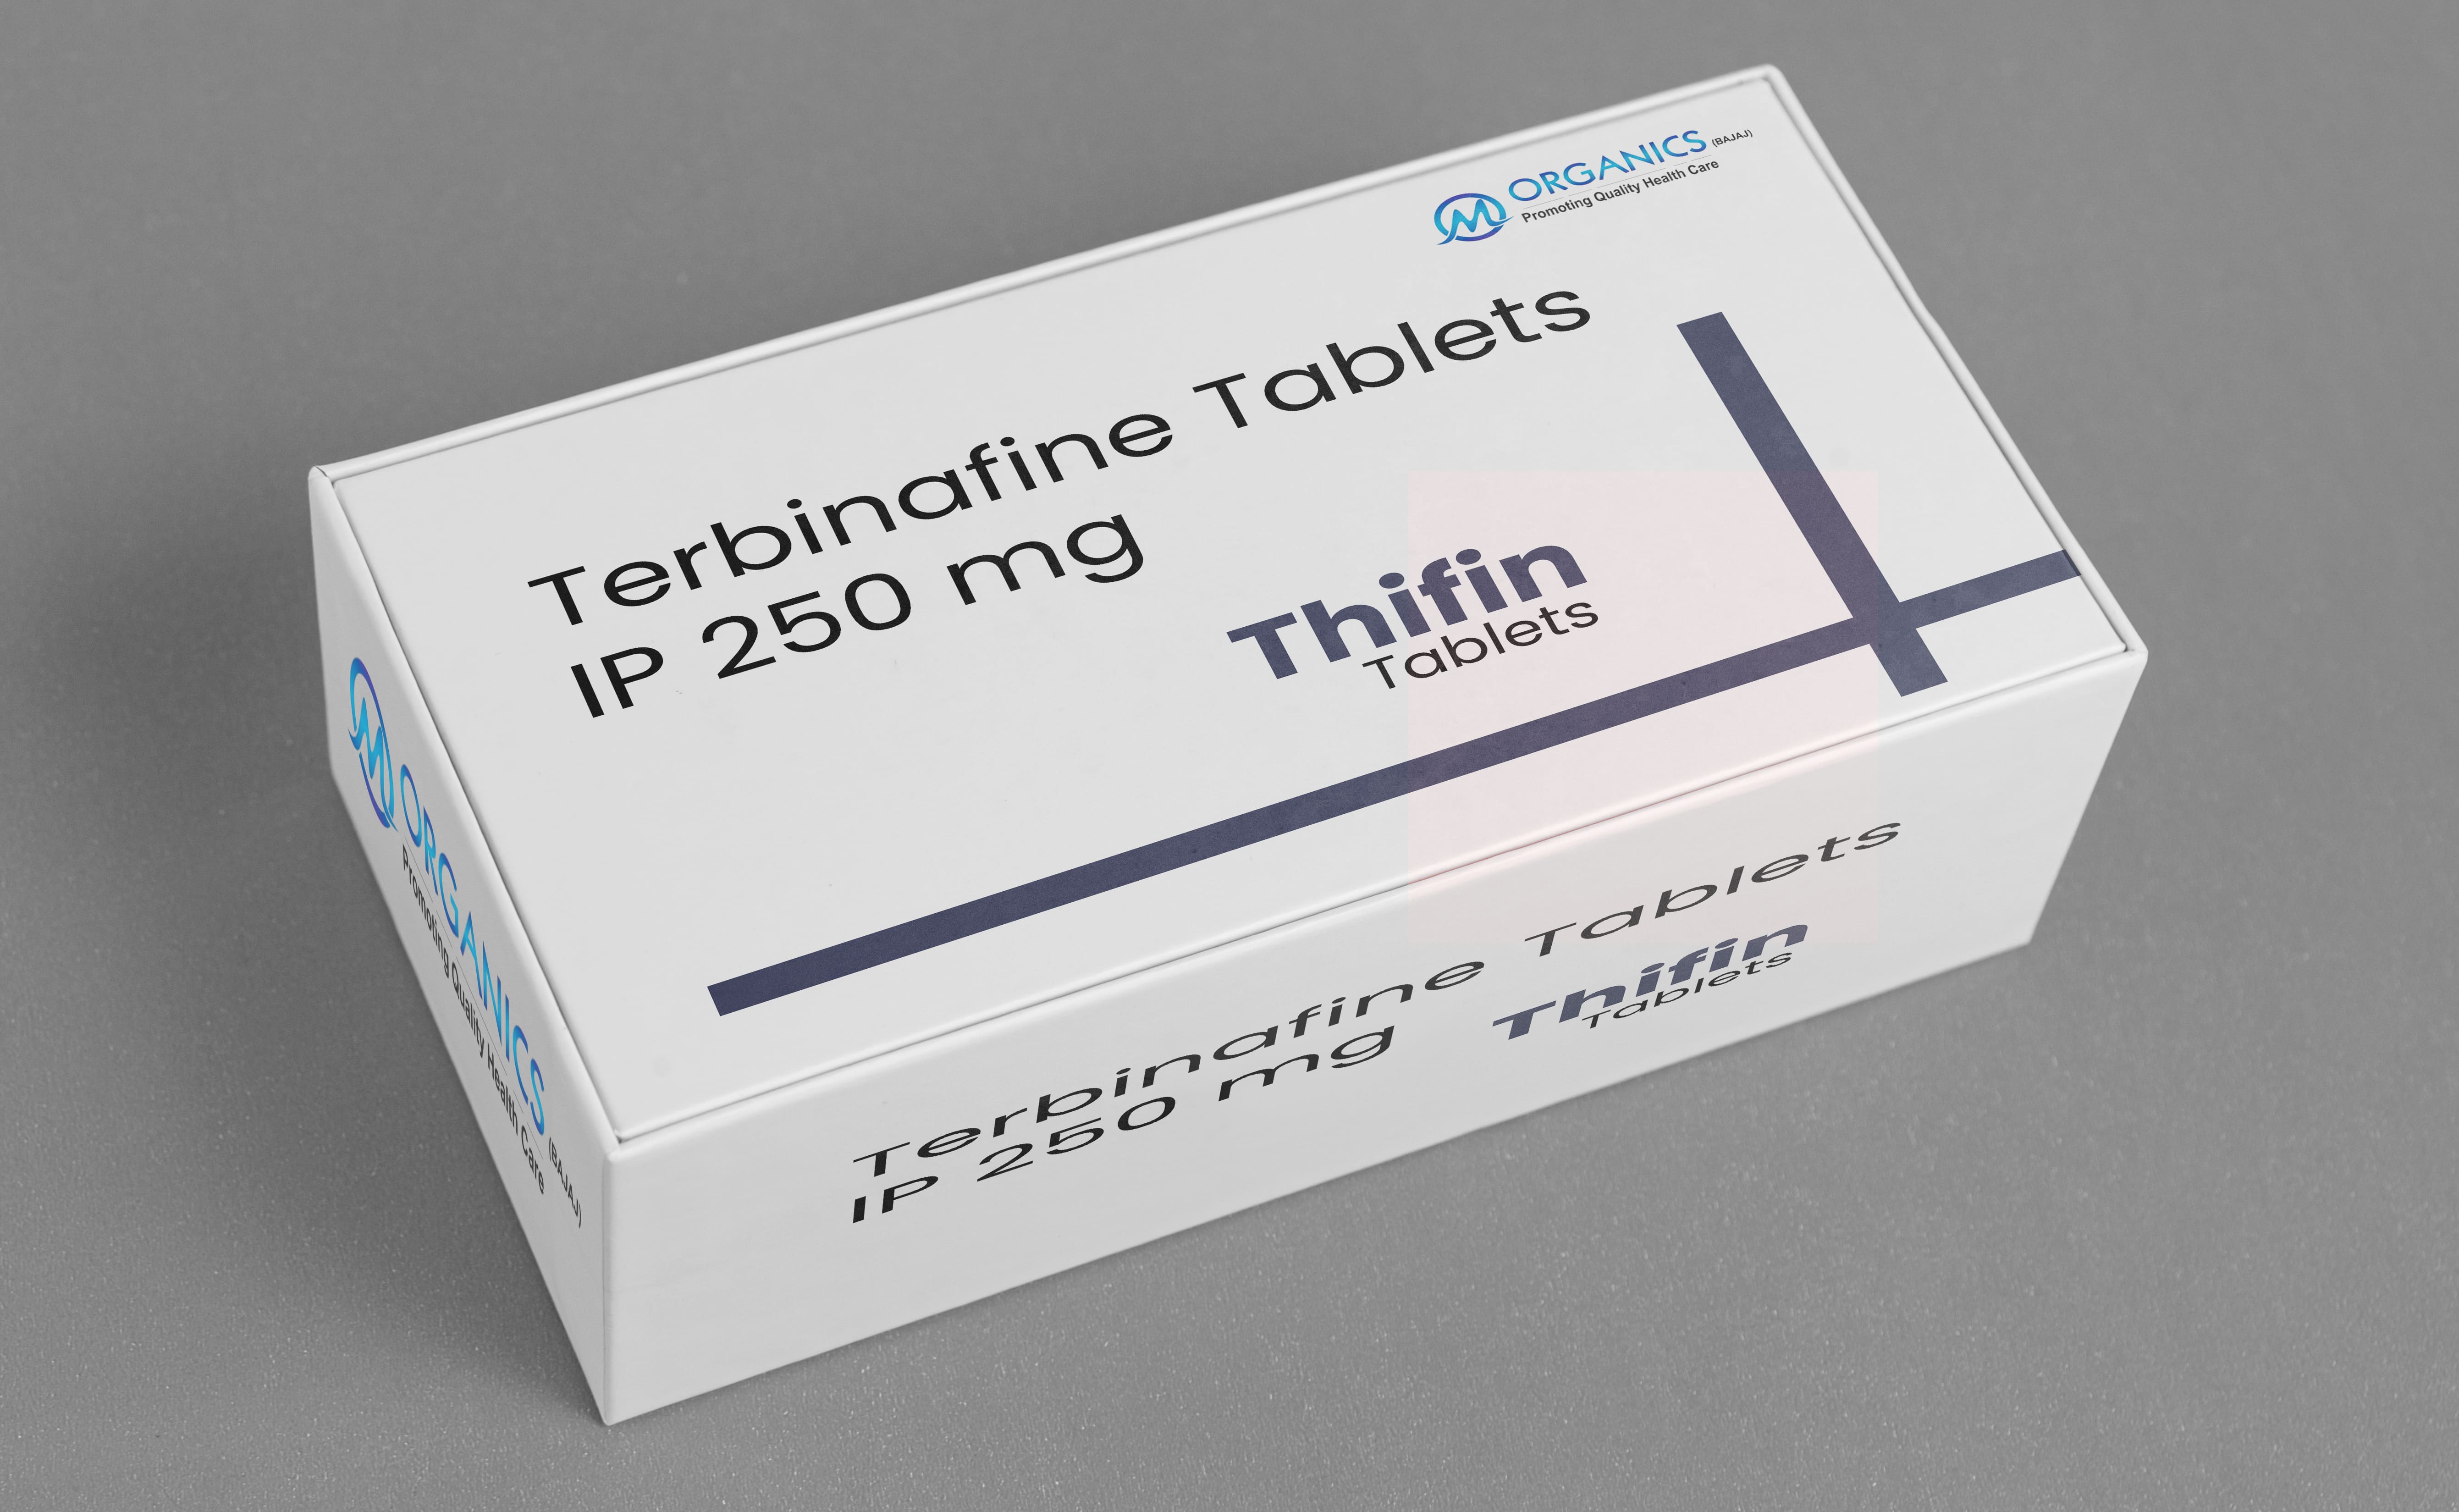 ORGANICS (BAJAJ)
Promoting Quality Health Care
Terbinafine Tablets
IP 250 mg
Thifin
Tablets
ORGANICS (BAJAJ)
Promoting Quality Health Care
Terbinafine Tablets
IP 250 mg
Thifin
Tablets